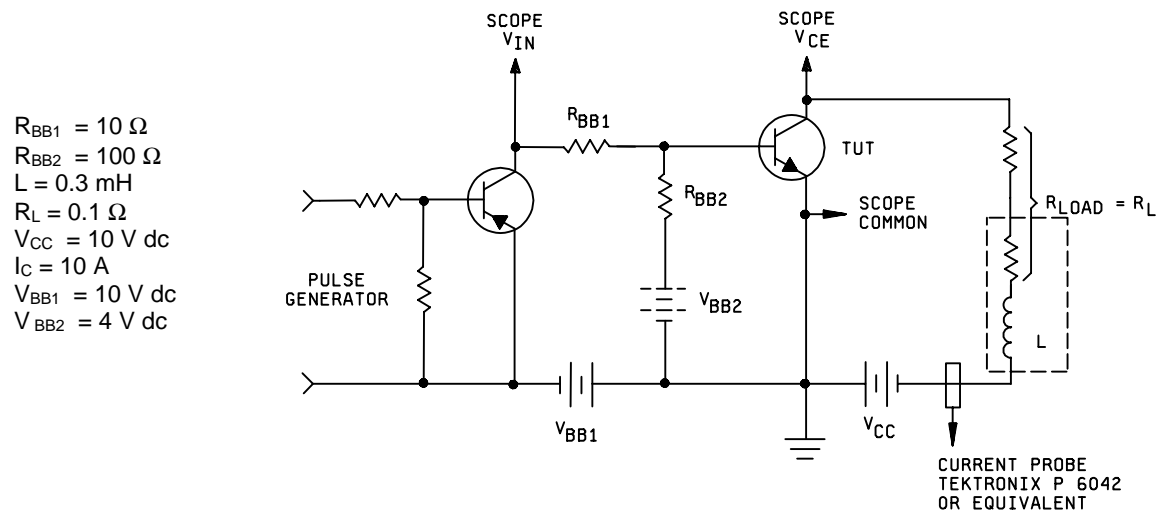 R_BB1 = 10 Ω
R_BB2 = 100 Ω
L = 0.3 mH
R_L = 0.1 Ω
V_CC = 10 V dc
I_C = 10 A
V_BB1 = 10 V dc
V_BB2 = 4 V dc
SCOPE
V_IN
SCOPE
V_CE
R_BB1
TUT
R_BB2
SCOPE
COMMON
R_LOAD = R_L
PULSE
GENERATOR
V_BB2
L
V_BB1
V_CC
CURRENT PROBE
TEKTRONIX P 6042
OR EQUIVALENT